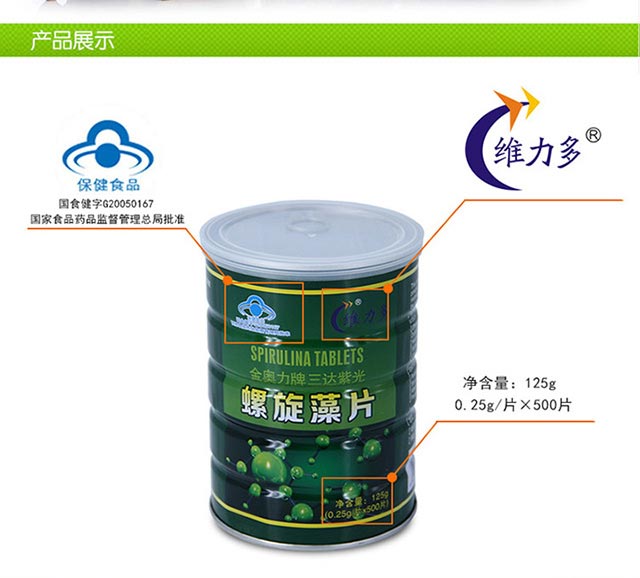 产品展示
保健食品
国食健字G20050167
国家食品药品监督管理总局批准
维力多®
维力多®
SPIRULINA TABLETS
金奥力牌三达紫光
螺旋藻片
净含量：125g
0.25g/片×500片
净含量：125g
(0.25g/片×500片)